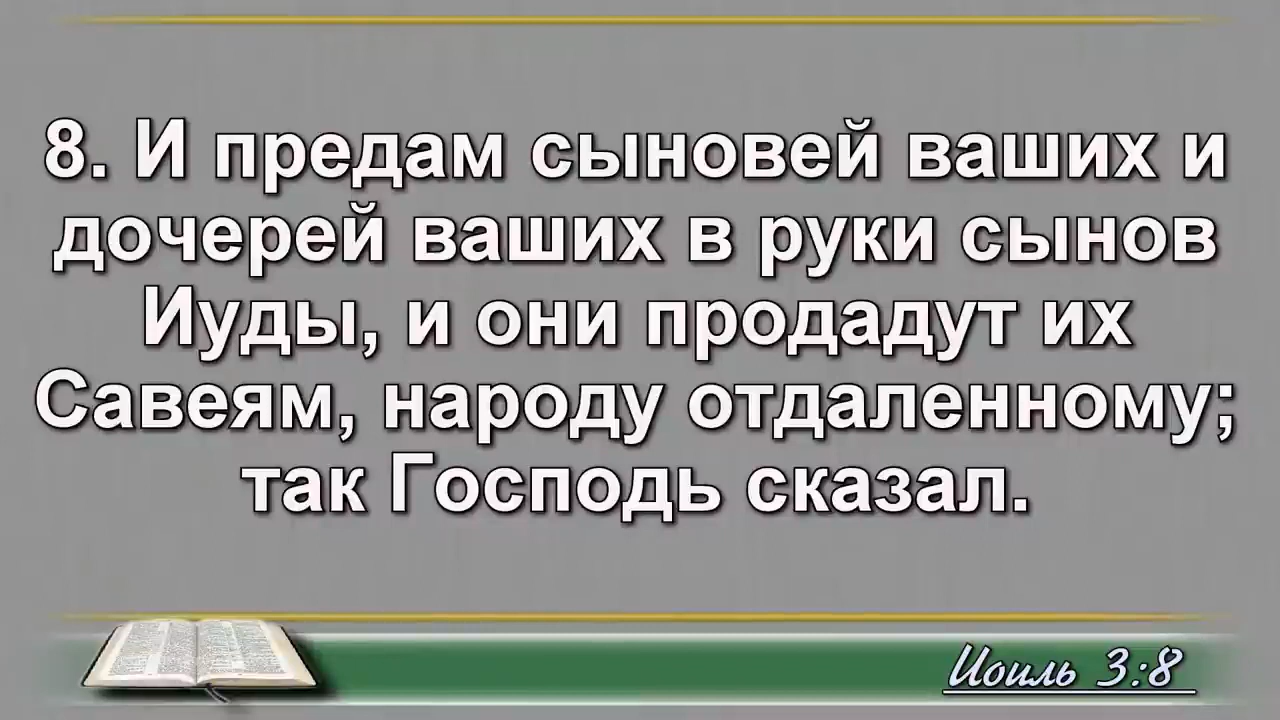 8. И предам сыновей ваших и
дочерей ваших в руки сынов
Иуды, и они продадут их
Савеям, народу отдаленному;
так Господь сказал.
Иоиль 3:8